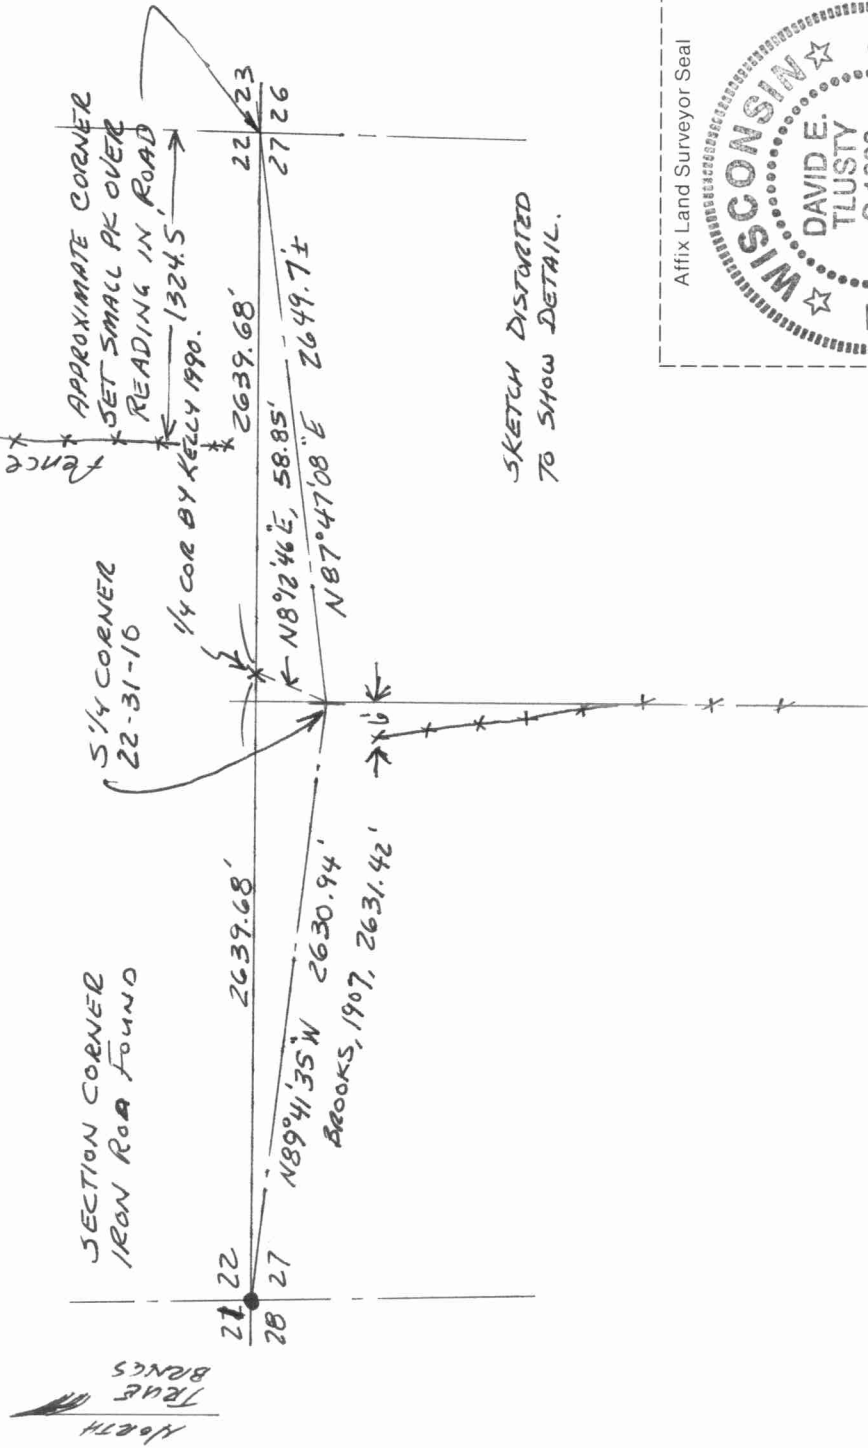 NORTH
TRUE
BRNGS
SECTION CORNER
IRON ROD FOUND
21 22
28 27
2639.68'
N89°41'35"W 2630.94'
BROOKS, 1907, 2631.42'
S 1/4 CORNER
22-31-16
6'
1/4 COR BY KELLY 1990.
N8°12'46"E, 58.85'
N87°47'08"E 2649.7'±
2639.68'
Fence
APPROXIMATE CORNER
SET SMALL PK OVER
READING IN ROAD
1324.5'
22 23
27 26
SKETCH DISTORTED
TO SHOW DETAIL.
Affix Land Surveyor Seal
WISCONSIN
DAVID E.
TLUSTY